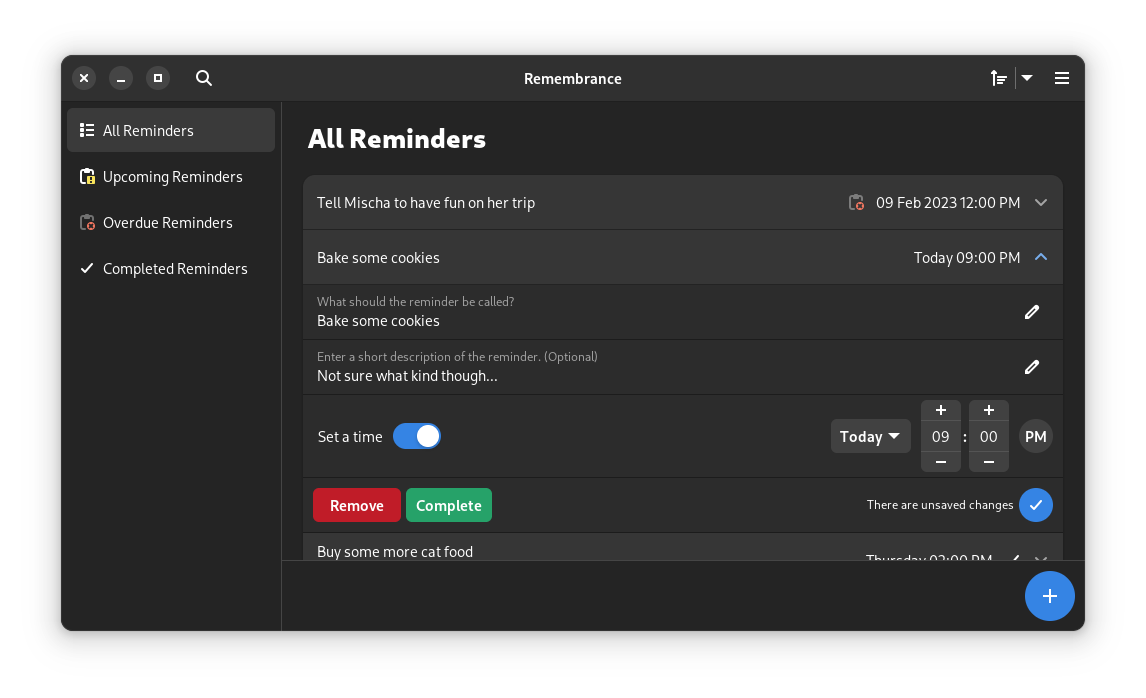 Remembrance
All Reminders
Upcoming Reminders
Overdue Reminders
Completed Reminders
All Reminders
Tell Mischa to have fun on her trip
09 Feb 2023 12:00 PM
Bake some cookies
Today 09:00 PM
What should the reminder be called?
Bake some cookies
Enter a short description of the reminder. (Optional)
Not sure what kind though...
Set a time
Today
09 : 00
PM
Remove
Complete
There are unsaved changes
Buy some more cat food
Thursday 02:00 PM